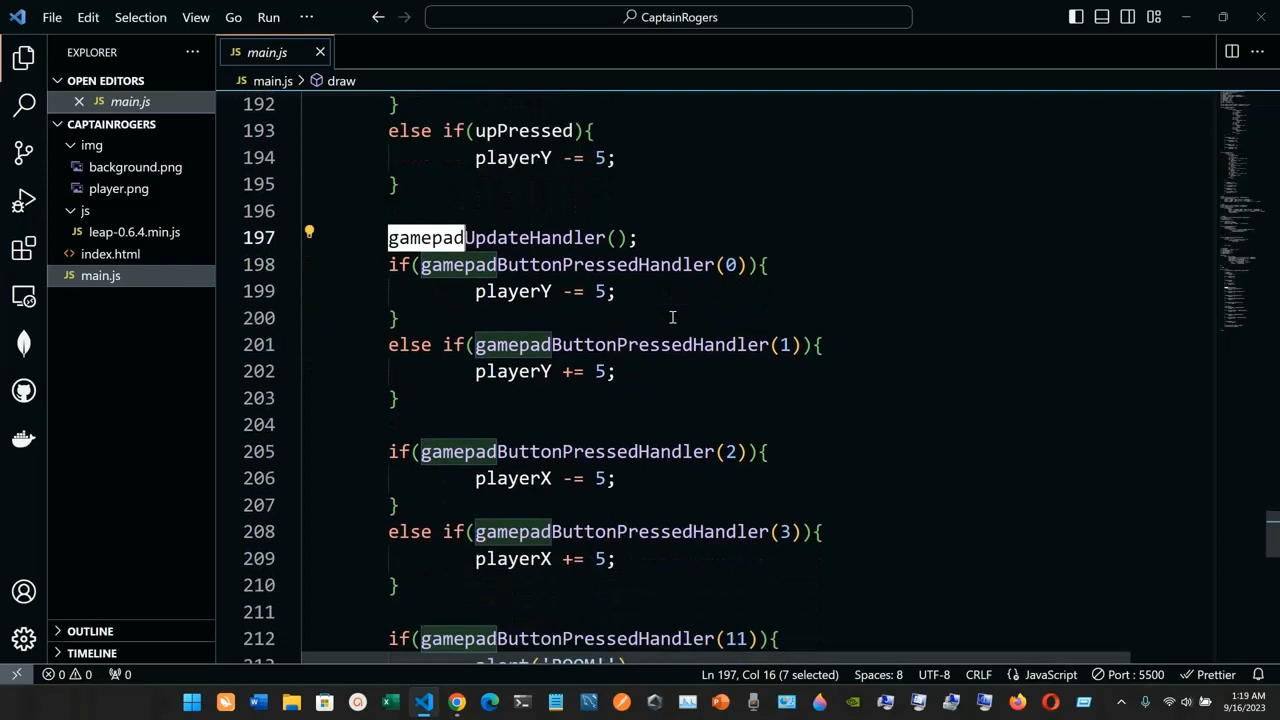 File Edit Selection View Go Run ··· CaptainRogers
EXPLORER ···
JS main.js
OPEN EDITORS
JS main.js > draw
JS main.js
CAPTAINROGERS
img
background.png
player.png
js
JS leap-0.6.4.min.js
<> index.html
JS main.js
192 }
193 else if(upPressed){
194 playerY -= 5;
195 }
196
197 gamepadUpdateHandler();
198 if(gamepadButtonPressedHandler(0)){
199 playerY -= 5;
200 }
201 else if(gamepadButtonPressedHandler(1)){
202 playerY += 5;
203 }
204
205 if(gamepadButtonPressedHandler(2)){
206 playerX -= 5;
207 }
208 else if(gamepadButtonPressedHandler(3)){
209 playerX += 5;
210 }
211
212 if(gamepadButtonPressedHandler(11)){
213 alert('BOOM!')
OUTLINE
TIMELINE
0 0 0 Ln 197, Col 16 (7 selected) Spaces: 8 UTF-8 CRLF {} JavaScript Port : 5500 Prettier
1:19 AM
9/16/2023